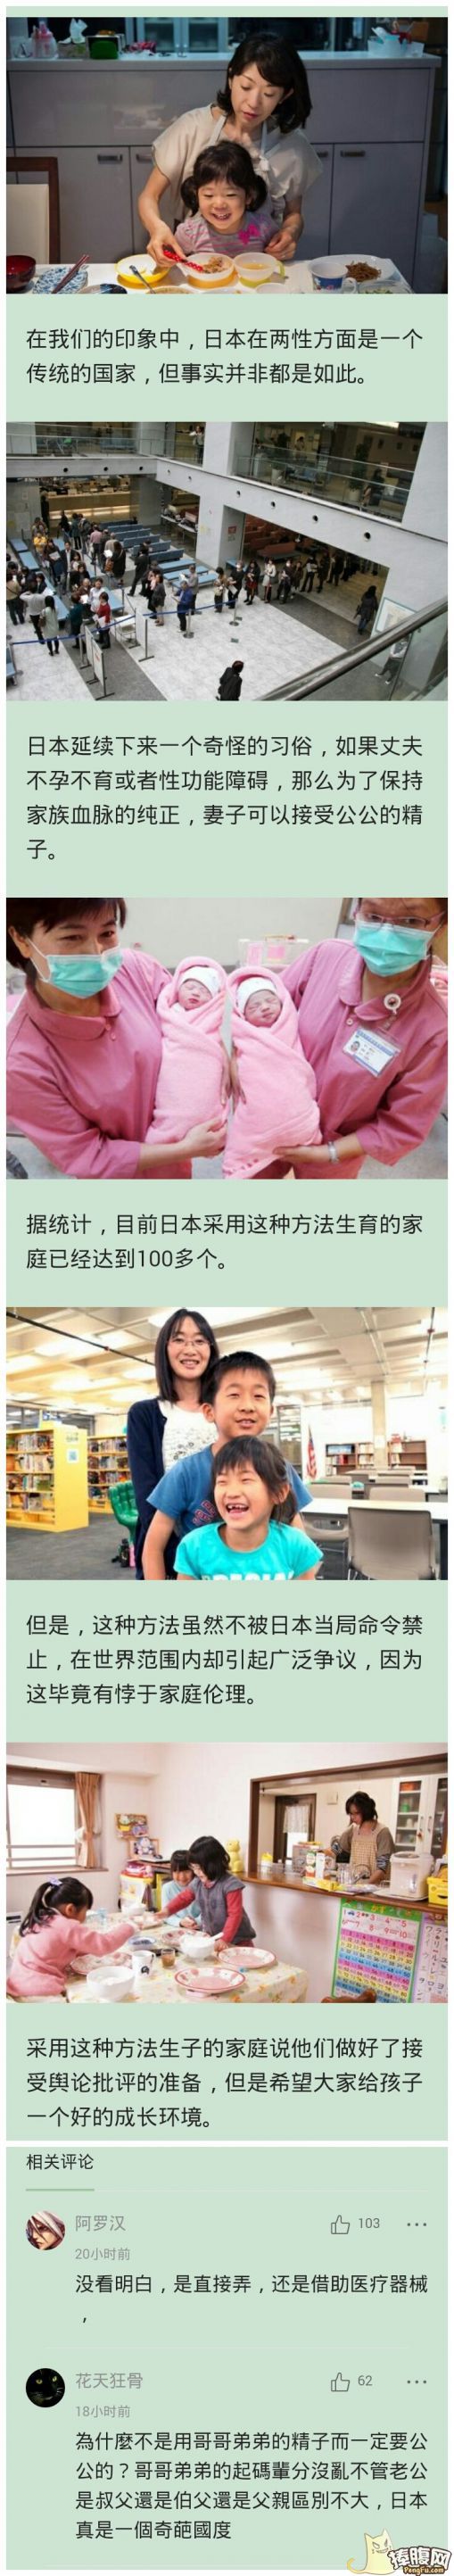 在我们的印象中，日本在两性方面是一个
传统的国家，但事实并非都是如此。
日本延续下来一个奇怪的习俗，如果丈夫
不孕不育或者性功能障碍，那么为了保持
家族血脉的纯正，妻子可以接受公公的精
子。
据统计，目前日本采用这种方法生育的家
庭已经达到100多个。
但是，这种方法虽然不被日本当局命令禁
止，在世界范围内却引起广泛争议，因为
这毕竟有悖于家庭伦理。
采用这种方法生子的家庭说他们做好了接
受舆论批评的准备，但是希望大家给孩子
一个好的成长环境。
相关评论
阿罗汉
103
20小时前
没看明白，是直接弄，还是借助医疗器械
，
花天狂骨
62
18小时前
為什麼不是用哥哥弟弟的精子而一定要公
公的？哥哥弟弟的起碼輩分沒亂不管老公
是叔父還是伯父還是父親區別不大，日本
真是一個奇葩國度
捧腹网
PengFu.com